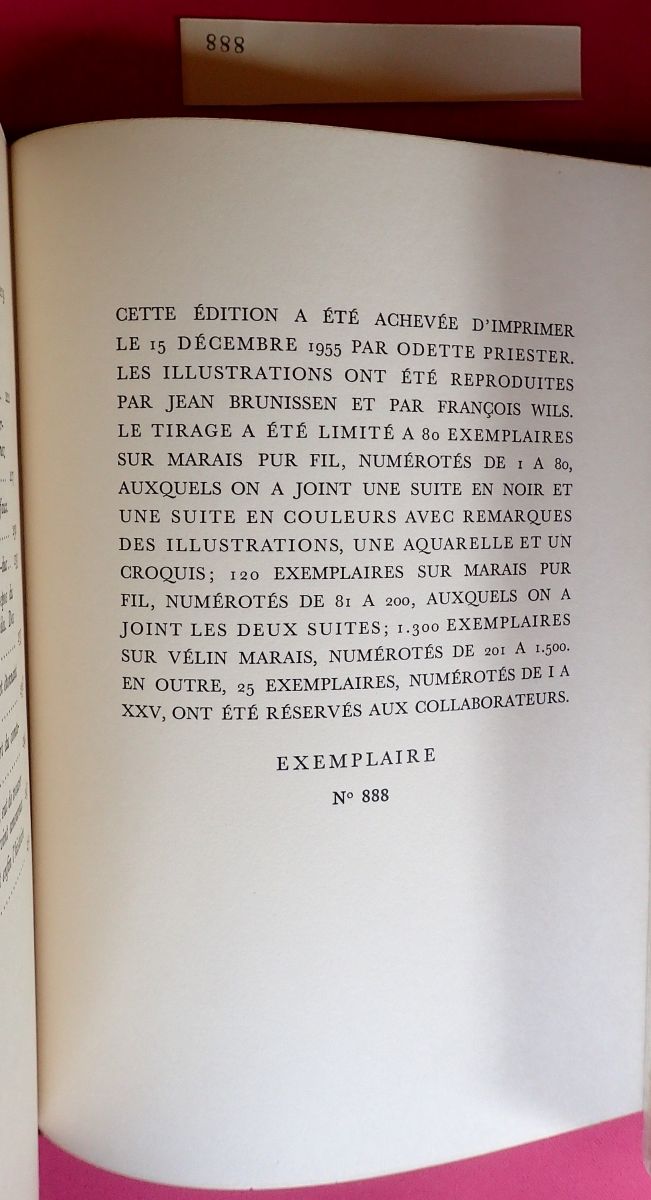 888
CETTE ÉDITION A ÉTÉ ACHEVÉE D'IMPRIMER
LE 15 DÉCEMBRE 1955 PAR ODETTE PRIESTER.
LES ILLUSTRATIONS ONT ÉTÉ REPRODUITES
PAR JEAN BRUNISSEN ET PAR FRANÇOIS WILS.
LE TIRAGE A ÉTÉ LIMITÉ A 80 EXEMPLAIRES
SUR MARAIS PUR FIL, NUMÉROTÉS DE 1 A 80,
AUXQUELS ON A JOINT UNE SUITE EN NOIR ET
UNE SUITE EN COULEURS AVEC REMARQUES
DES ILLUSTRATIONS, UNE AQUARELLE ET UN
CROQUIS; 120 EXEMPLAIRES SUR MARAIS PUR
FIL, NUMÉROTÉS DE 81 A 200, AUXQUELS ON A
JOINT LES DEUX SUITES; 1.300 EXEMPLAIRES
SUR VÉLIN MARAIS, NUMÉROTÉS DE 201 A 1.500.
EN OUTRE, 25 EXEMPLAIRES, NUMÉROTÉS DE I A
XXV, ONT ÉTÉ RÉSERVÉS AUX COLLABORATEURS.
EXEMPLAIRE
Nº 888